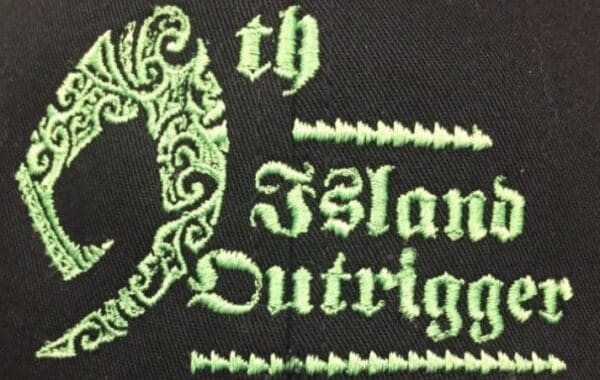 9th
Island
Outrigger